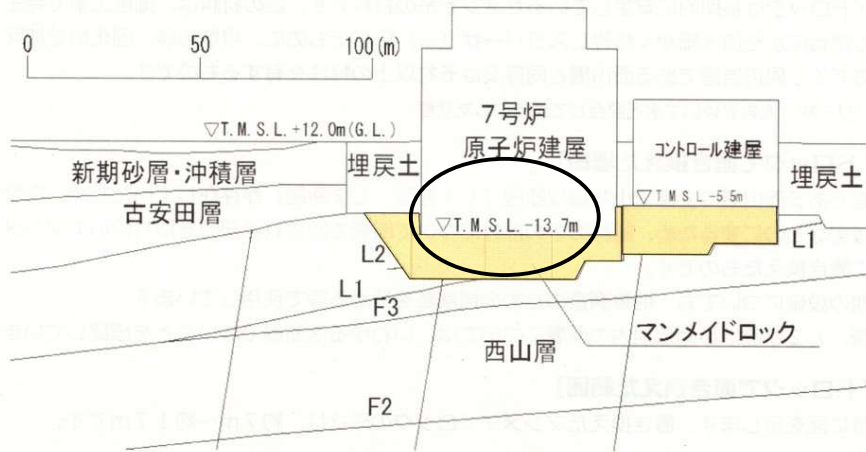 0 50 100 (m)
▽T.M.S.L.+12.0m(G.L.)
7号炉
原子炉建屋
コントロール建屋
新期砂層・沖積層
埋戻土
埋戻土
古安田層
▽T.M.S.L.-13.7m
▽T.M.S.L-5.5m
L2
L1
L1
F3
西山層
マンメイドロック
F2